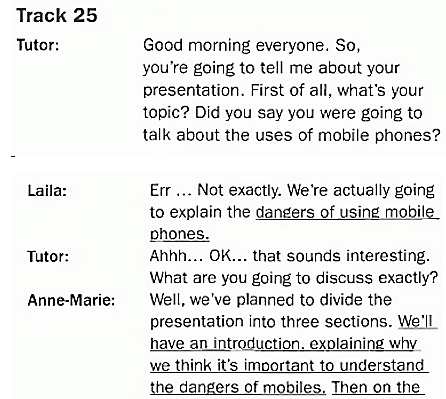 Track 25
Tutor: Good morning everyone. So,
you're going to tell me about your
presentation. First of all, what's your
topic? Did you say you were going to
talk about the uses of mobile phones?
Laila: Err ... Not exactly. We're actually going
to explain the dangers of using mobile
phones.
Tutor: Ahhh... OK... that sounds interesting.
What are you going to discuss exactly?
Anne-Marie: Well, we've planned to divide the
presentation into three sections. We'll
have an introduction, explaining why
we think it's important to understand
the dangers of mobiles. Then on the